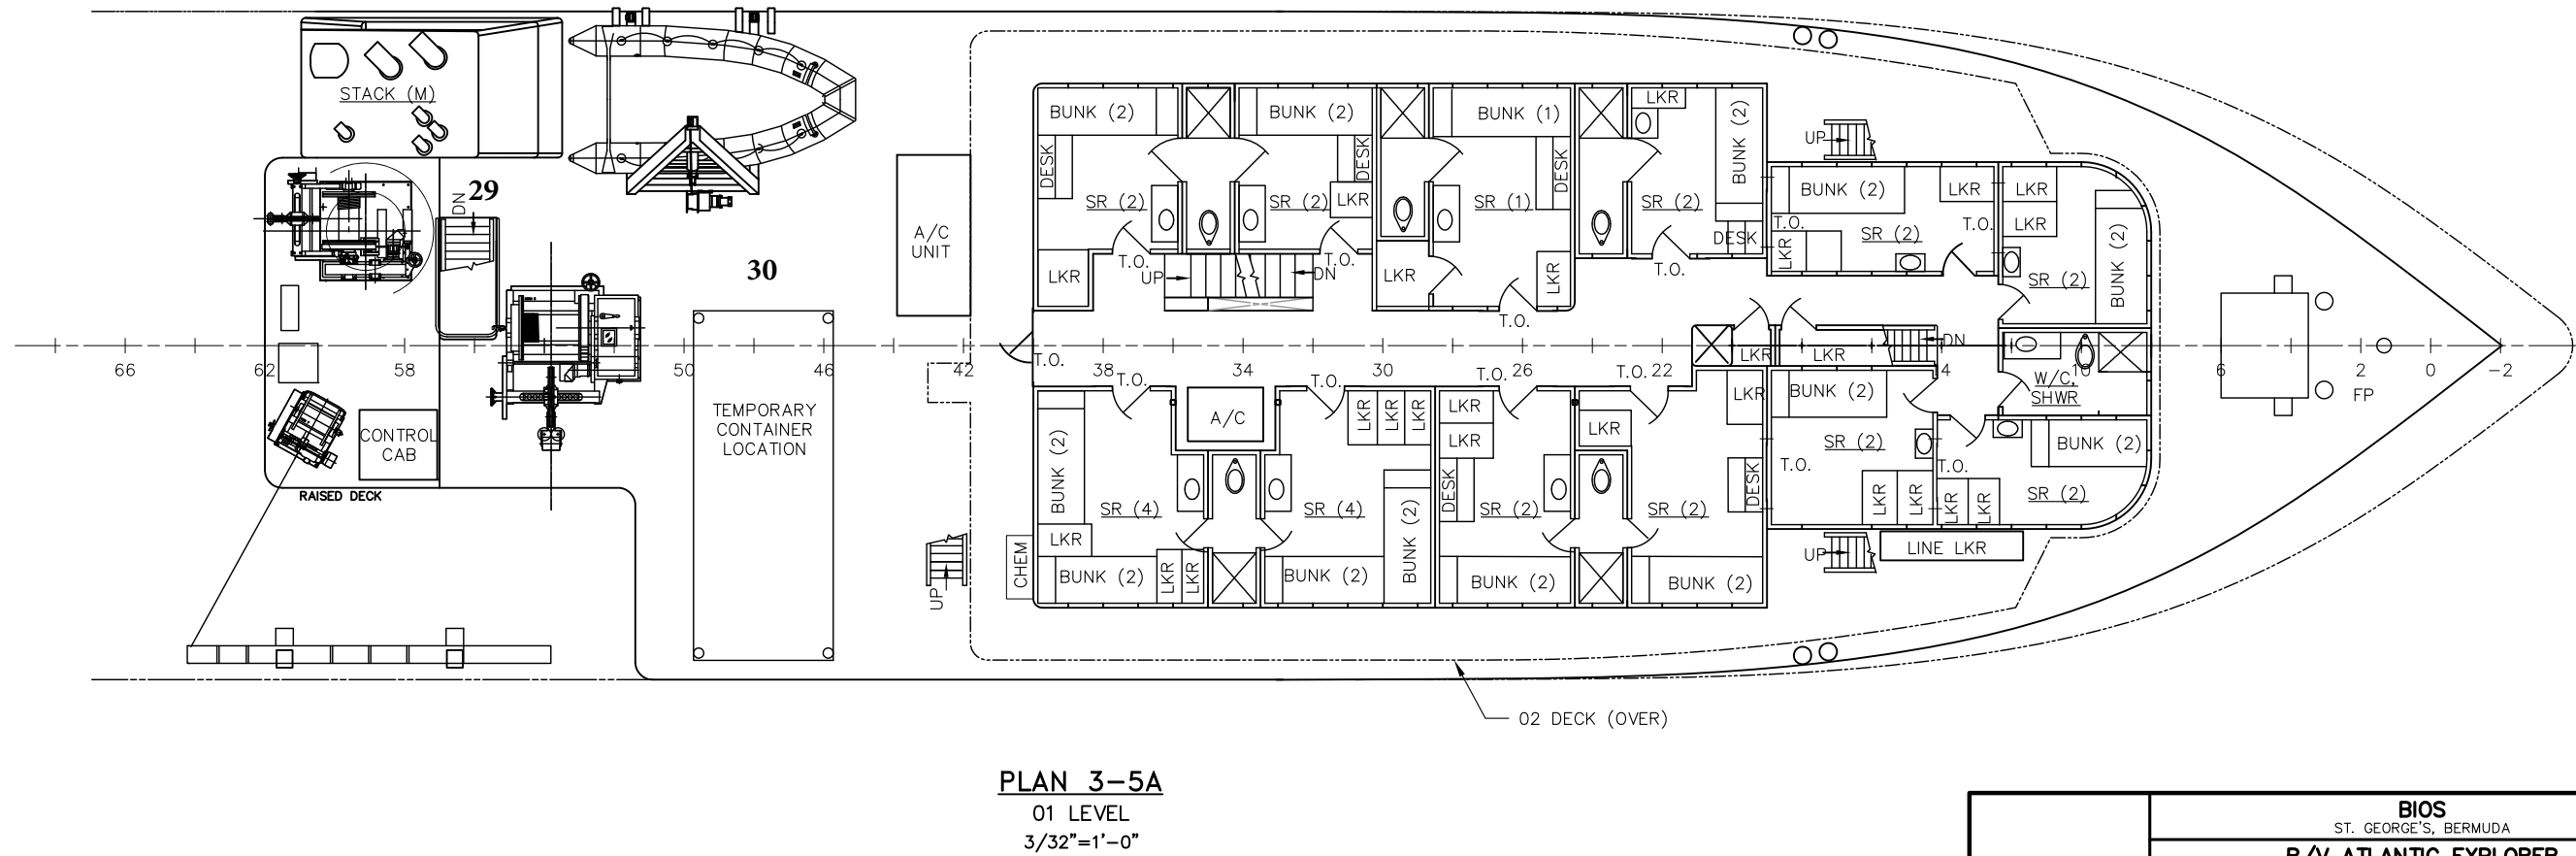 STACK (M)
BUNK (2)
BUNK (2)
BUNK (1)
LKR
BUNK (2)
DESK
DESK
DESK
UP
29
DN
SR (2)
SR (2)
LKR
SR (1)
SR (2)
DESK
BUNK (2)
LKR
LKR
LKR
T.O.
T.O.
SR (2)
LKR
BUNK (2)
SR (2)
A/C
UNIT
30
LKR
T.O.
UP
DN
T.O.
LKR
LKR
T.O.
T.O.
T.O.
LKR
LKR
DN
66
62
58
50
46
42
38
34
30
26
22
4
10
6
2
0
-2
T.O.
T.O.
T.O.
T.O.
FP
W/C,
SHWR
TEMPORARY
CONTAINER
LOCATION
CONTROL
CAB
RAISED DECK
A/C
BUNK (2)
LKR
LKR
LKR
LKR
LKR
LKR
LKR
BUNK (2)
SR (2)
T.O.
BUNK (2)
T.O.
SR (2)
SR (4)
SR (4)
BUNK (2)
DESK
SR (2)
SR (2)
DESK
LKR
LKR
LKR
LKR
LKR
BUNK (2)
LKR
LKR
BUNK (2)
BUNK (2)
BUNK (2)
CHEM
UP
UP
LINE LKR
02 DECK (OVER)
PLAN 3-5A
01 LEVEL
3/32"=1'-0"
BIOS
ST. GEORGE'S, BERMUDA
R/V ATLANTIC EXPLORER